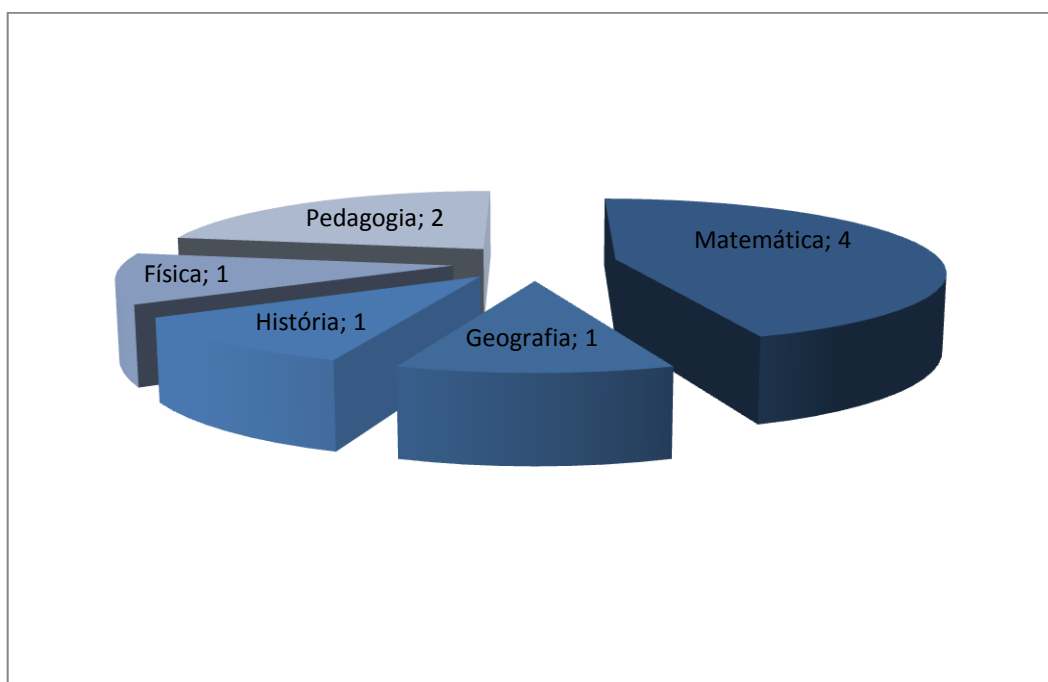 Pedagogia; 2
Matemática; 4
Física; 1
História; 1
Geografia; 1